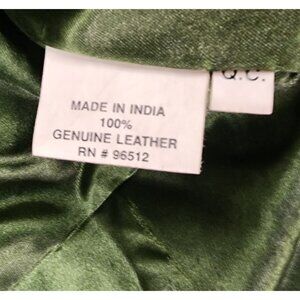 Q.C.
MADE IN INDIA
100%
GENUINE LEATHER
RN # 96512